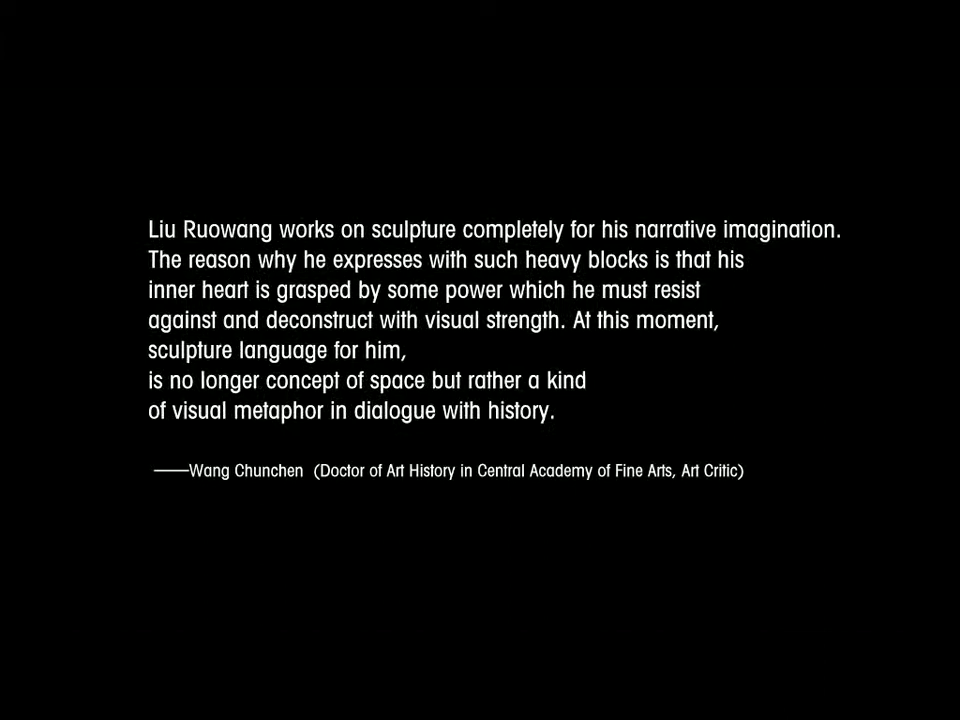 Liu Ruowang works on sculpture completely for his narrative imagination.
The reason why he expresses with such heavy blocks is that his
inner heart is grasped by some power which he must resist
against and deconstruct with visual strength. At this moment,
sculpture language for him,
is no longer concept of space but rather a kind
of visual metaphor in dialogue with history.
——Wang Chunchen (Doctor of Art History in Central Academy of Fine Arts, Art Critic)